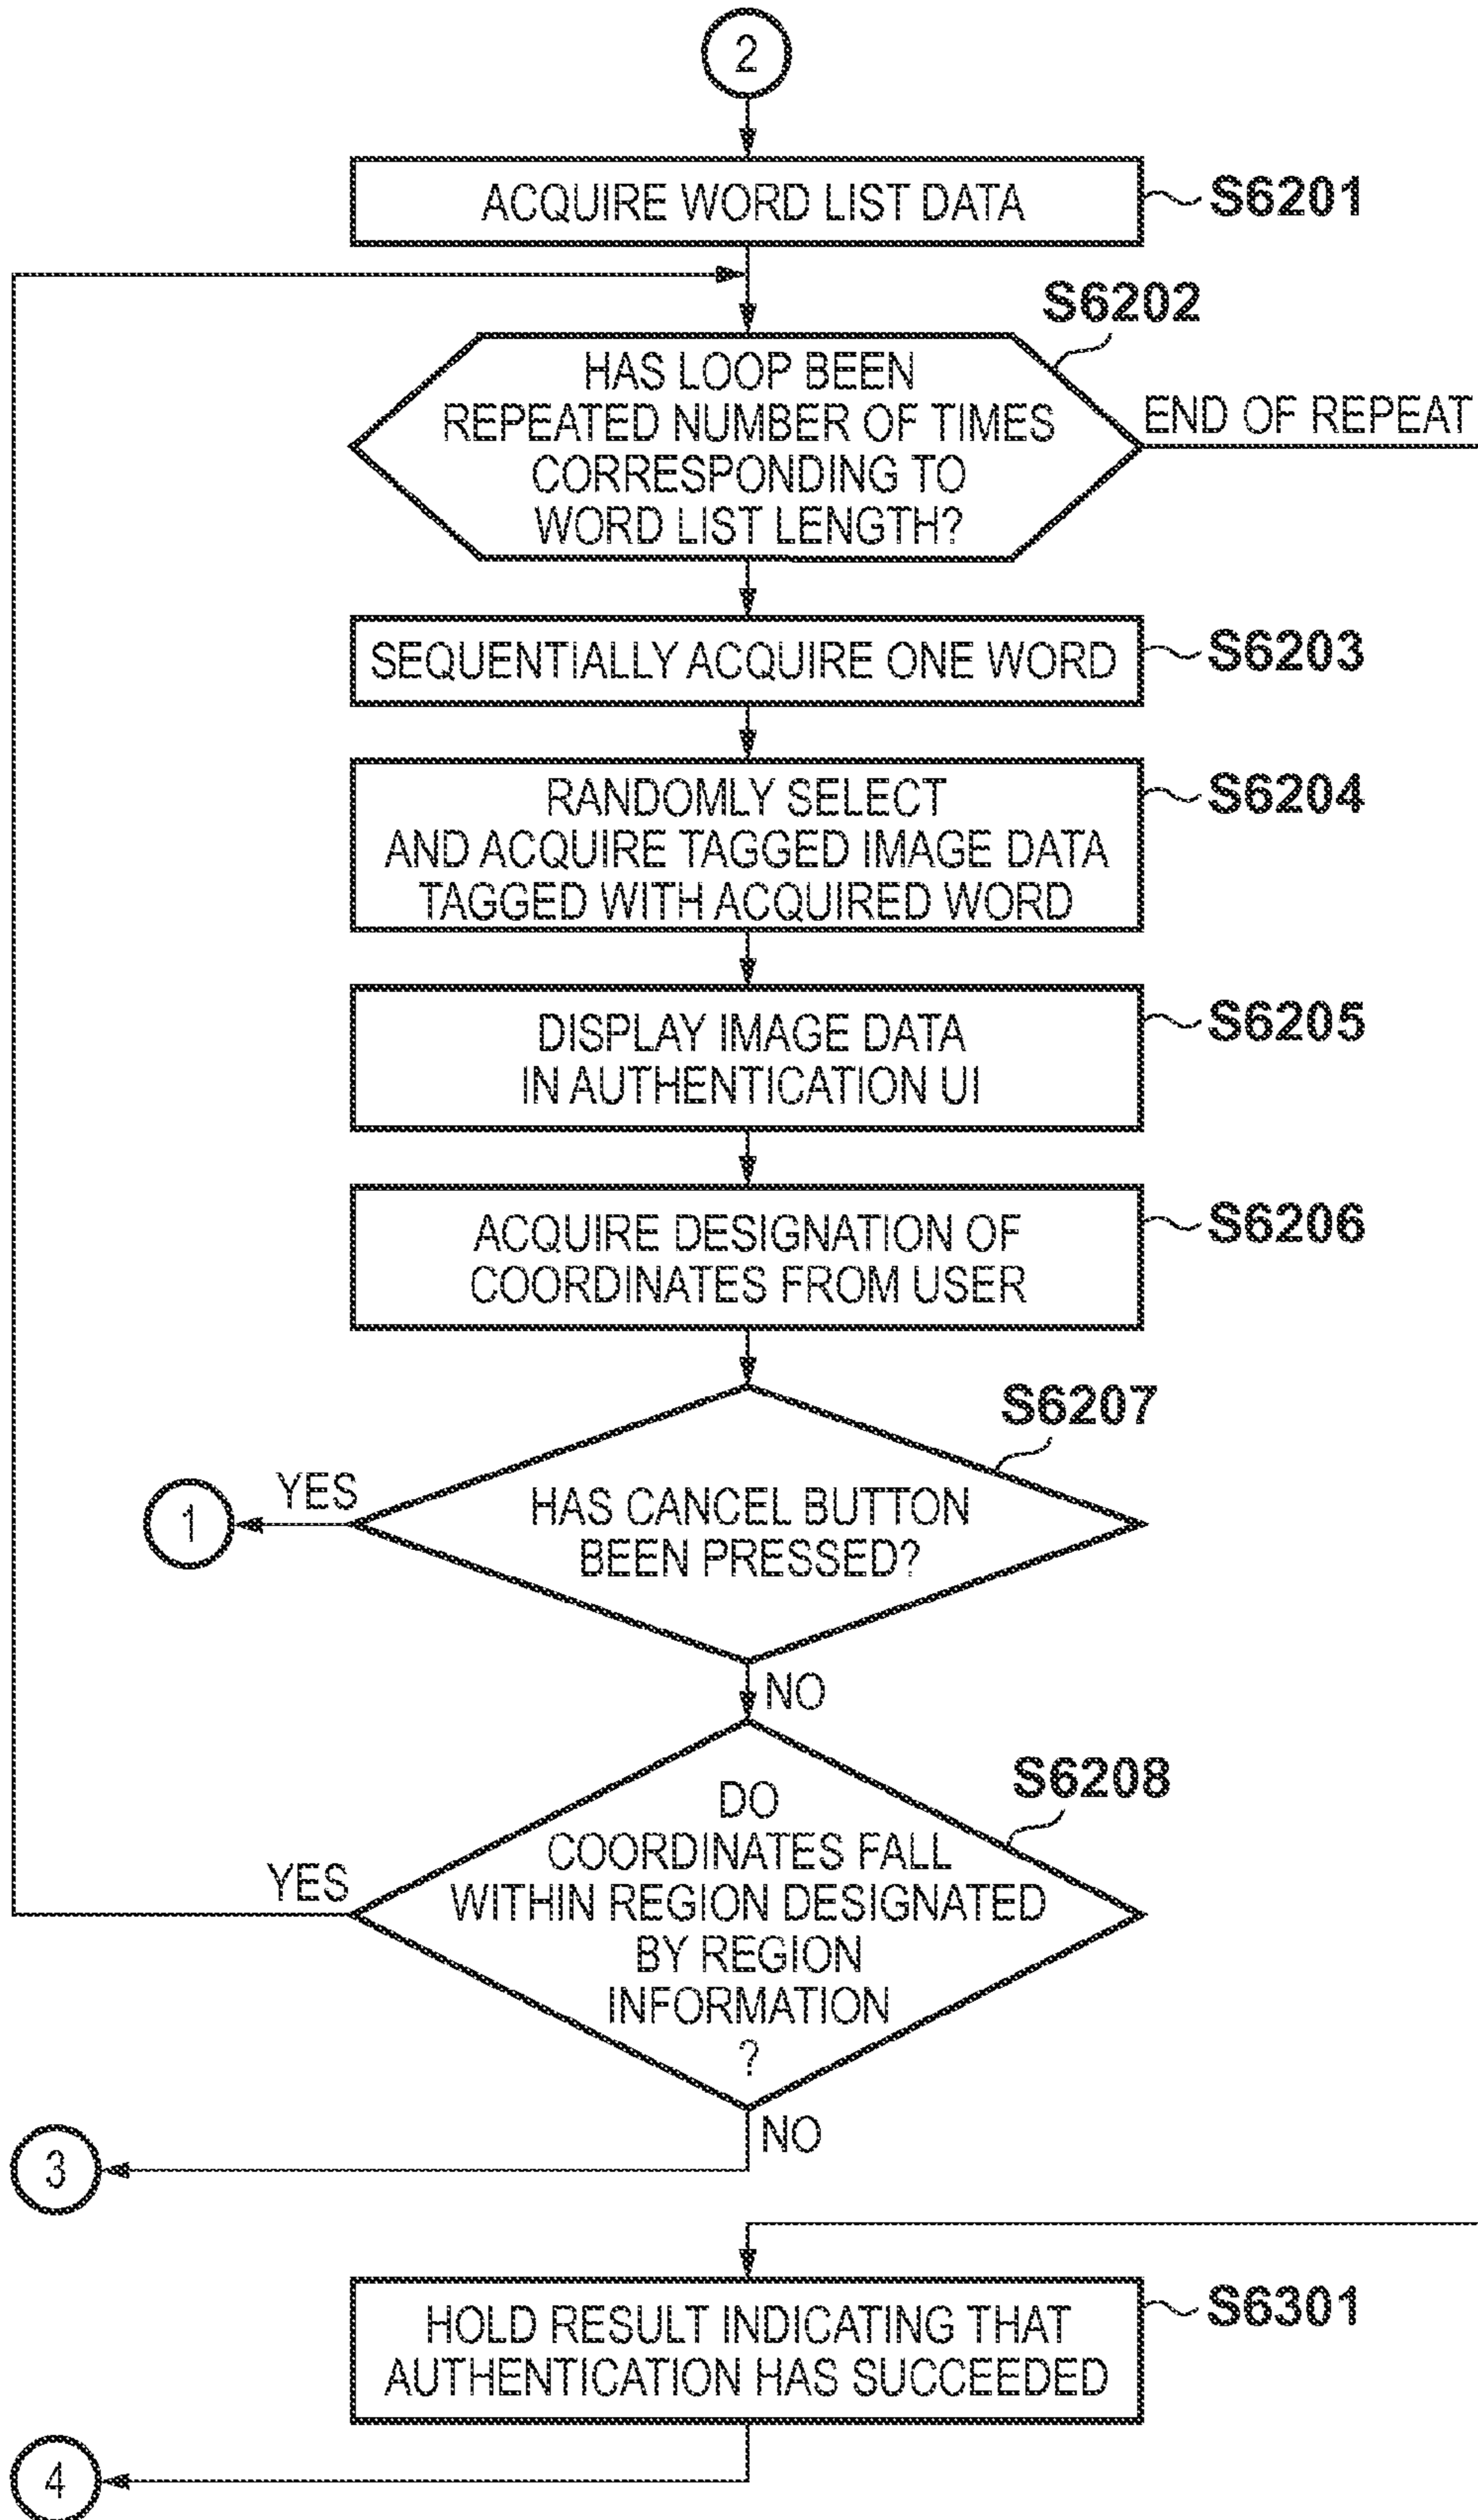 2
ACQUIRE WORD LIST DATA
S6201
S6202
HAS LOOP BEEN
REPEATED NUMBER OF TIMES
CORRESPONDING TO
WORD LIST LENGTH?
END OF REPEAT
SEQUENTIALLY ACQUIRE ONE WORD
S6203
RANDOMLY SELECT
AND ACQUIRE TAGGED IMAGE DATA
TAGGED WITH ACQUIRED WORD
S6204
DISPLAY IMAGE DATA
IN AUTHENTICATION UI
S6205
ACQUIRE DESIGNATION OF
COORDINATES FROM USER
S6206
S6207
HAS CANCEL BUTTON
BEEN PRESSED?
YES
1
NO
S6208
DO
COORDINATES FALL
WITHIN REGION DESIGNATED
BY REGION
INFORMATION
?
YES
NO
3
HOLD RESULT INDICATING THAT
AUTHENTICATION HAS SUCCEEDED
S6301
4